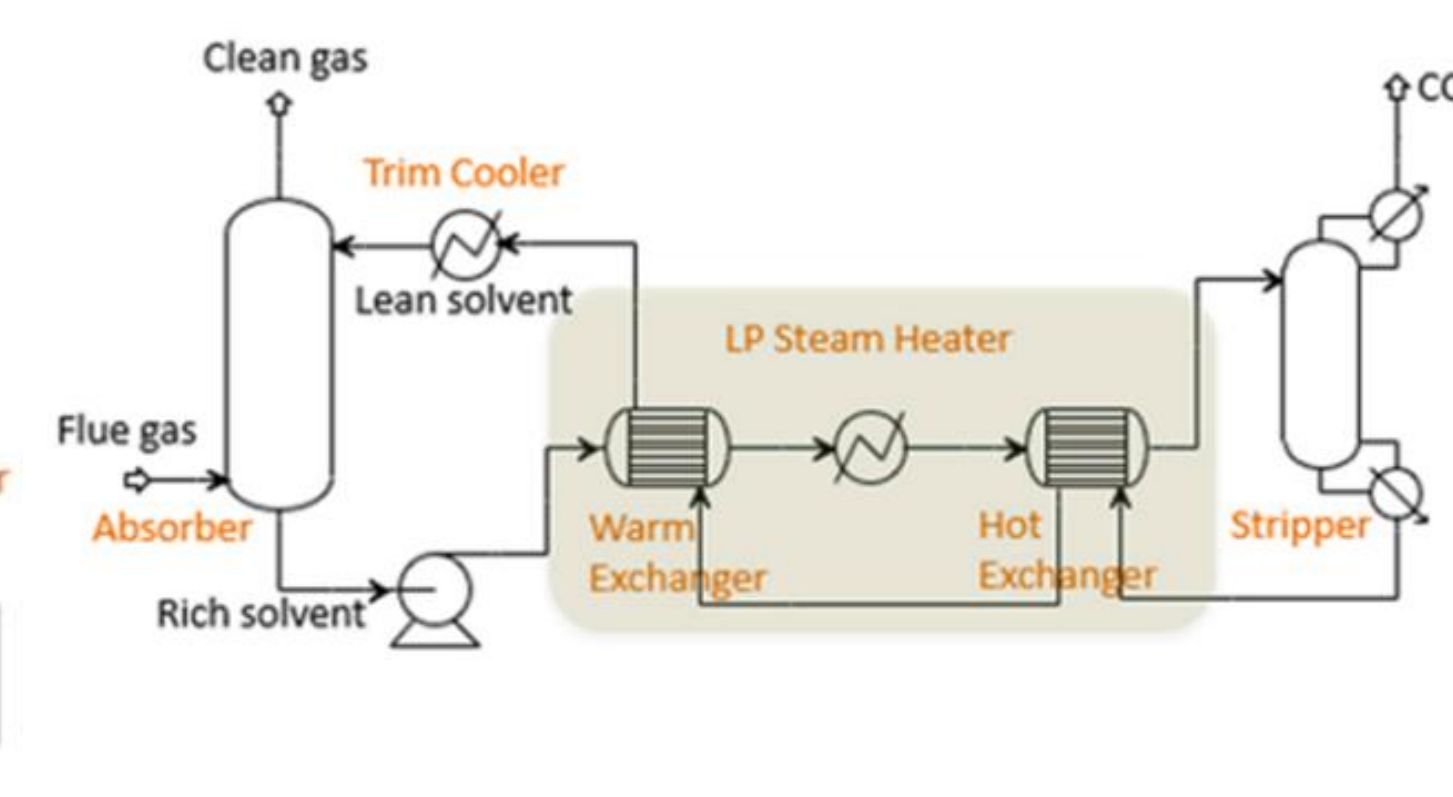 Clean gas
Trim Cooler
Lean solvent
LP Steam Heater
Flue gas
Absorber
Warm
Exchanger
Hot
Exchanger
Stripper
Rich solvent